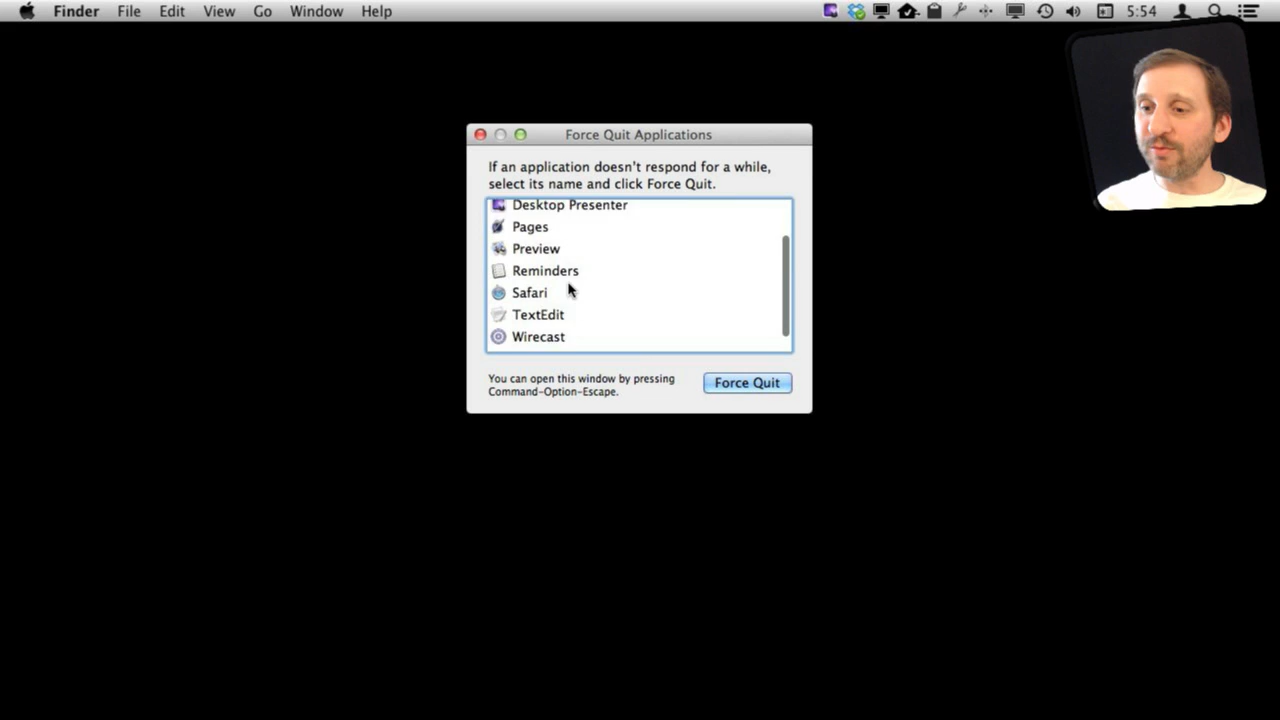 Finder File Edit View Go Window Help 5:54
Force Quit Applications
If an application doesn't respond for a while,
select its name and click Force Quit.
Desktop Presenter
Pages
Preview
Reminders
Safari
TextEdit
Wirecast
You can open this window by pressing
Command-Option-Escape.
Force Quit